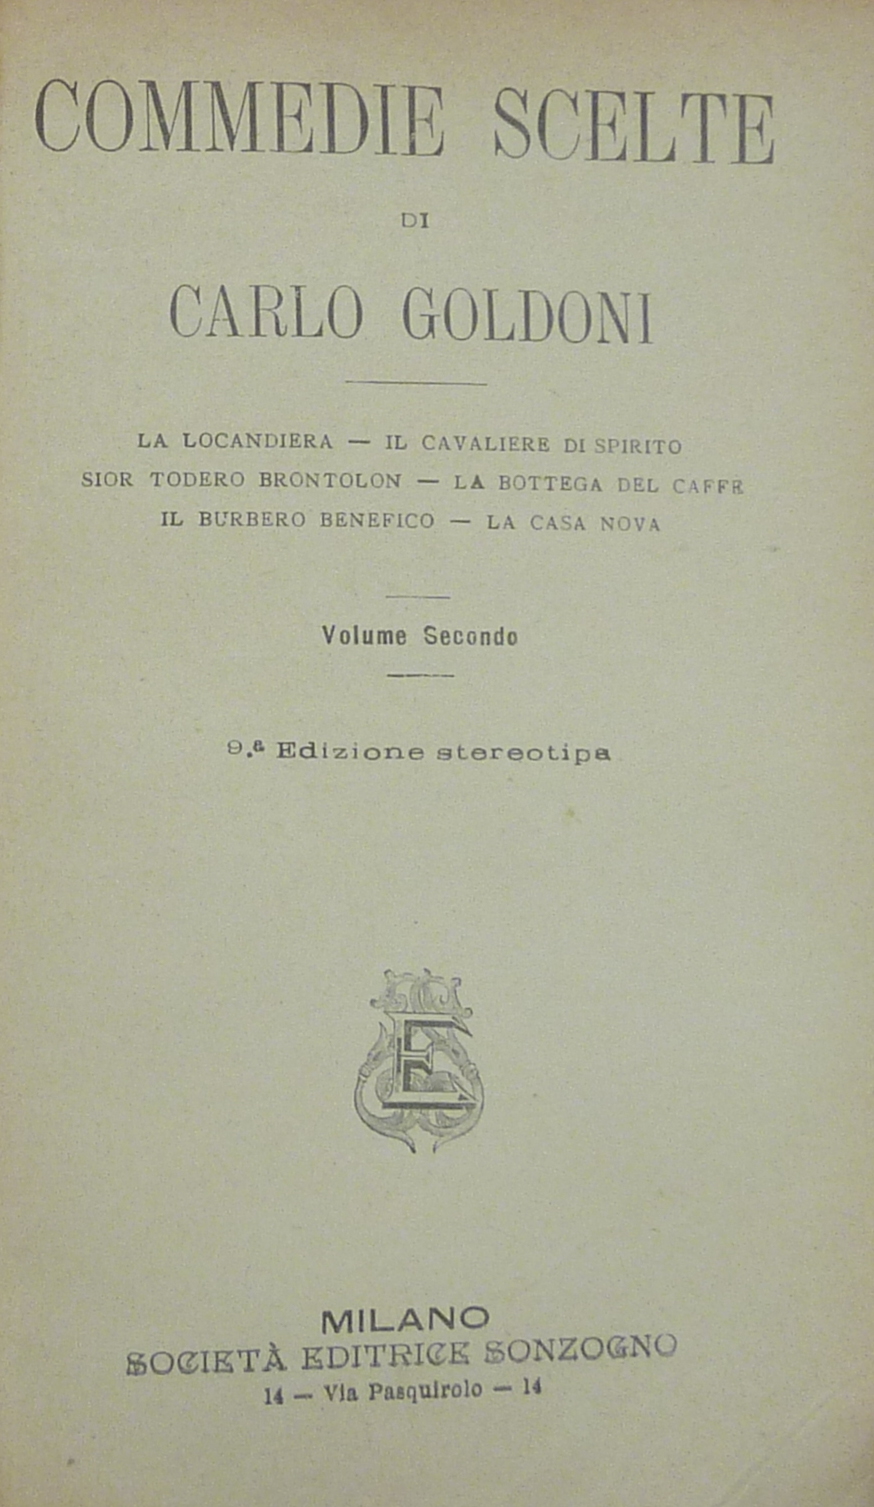 COMMEDIE SCELTE
DI
CARLO GOLDONI
LA LOCANDIERA — IL CAVALIERE DI SPIRITO
SIOR TODERO BRONTOLON — LA BOTTEGA DEL CAFFE
IL BURBERO BENEFICO — LA CASA NOVA
Volume Secondo
9.ª Edizione stereotipa
E
MILANO
SOCIETÀ EDITRICE SONZOGNO
14 — Via Pasquirolo — 14